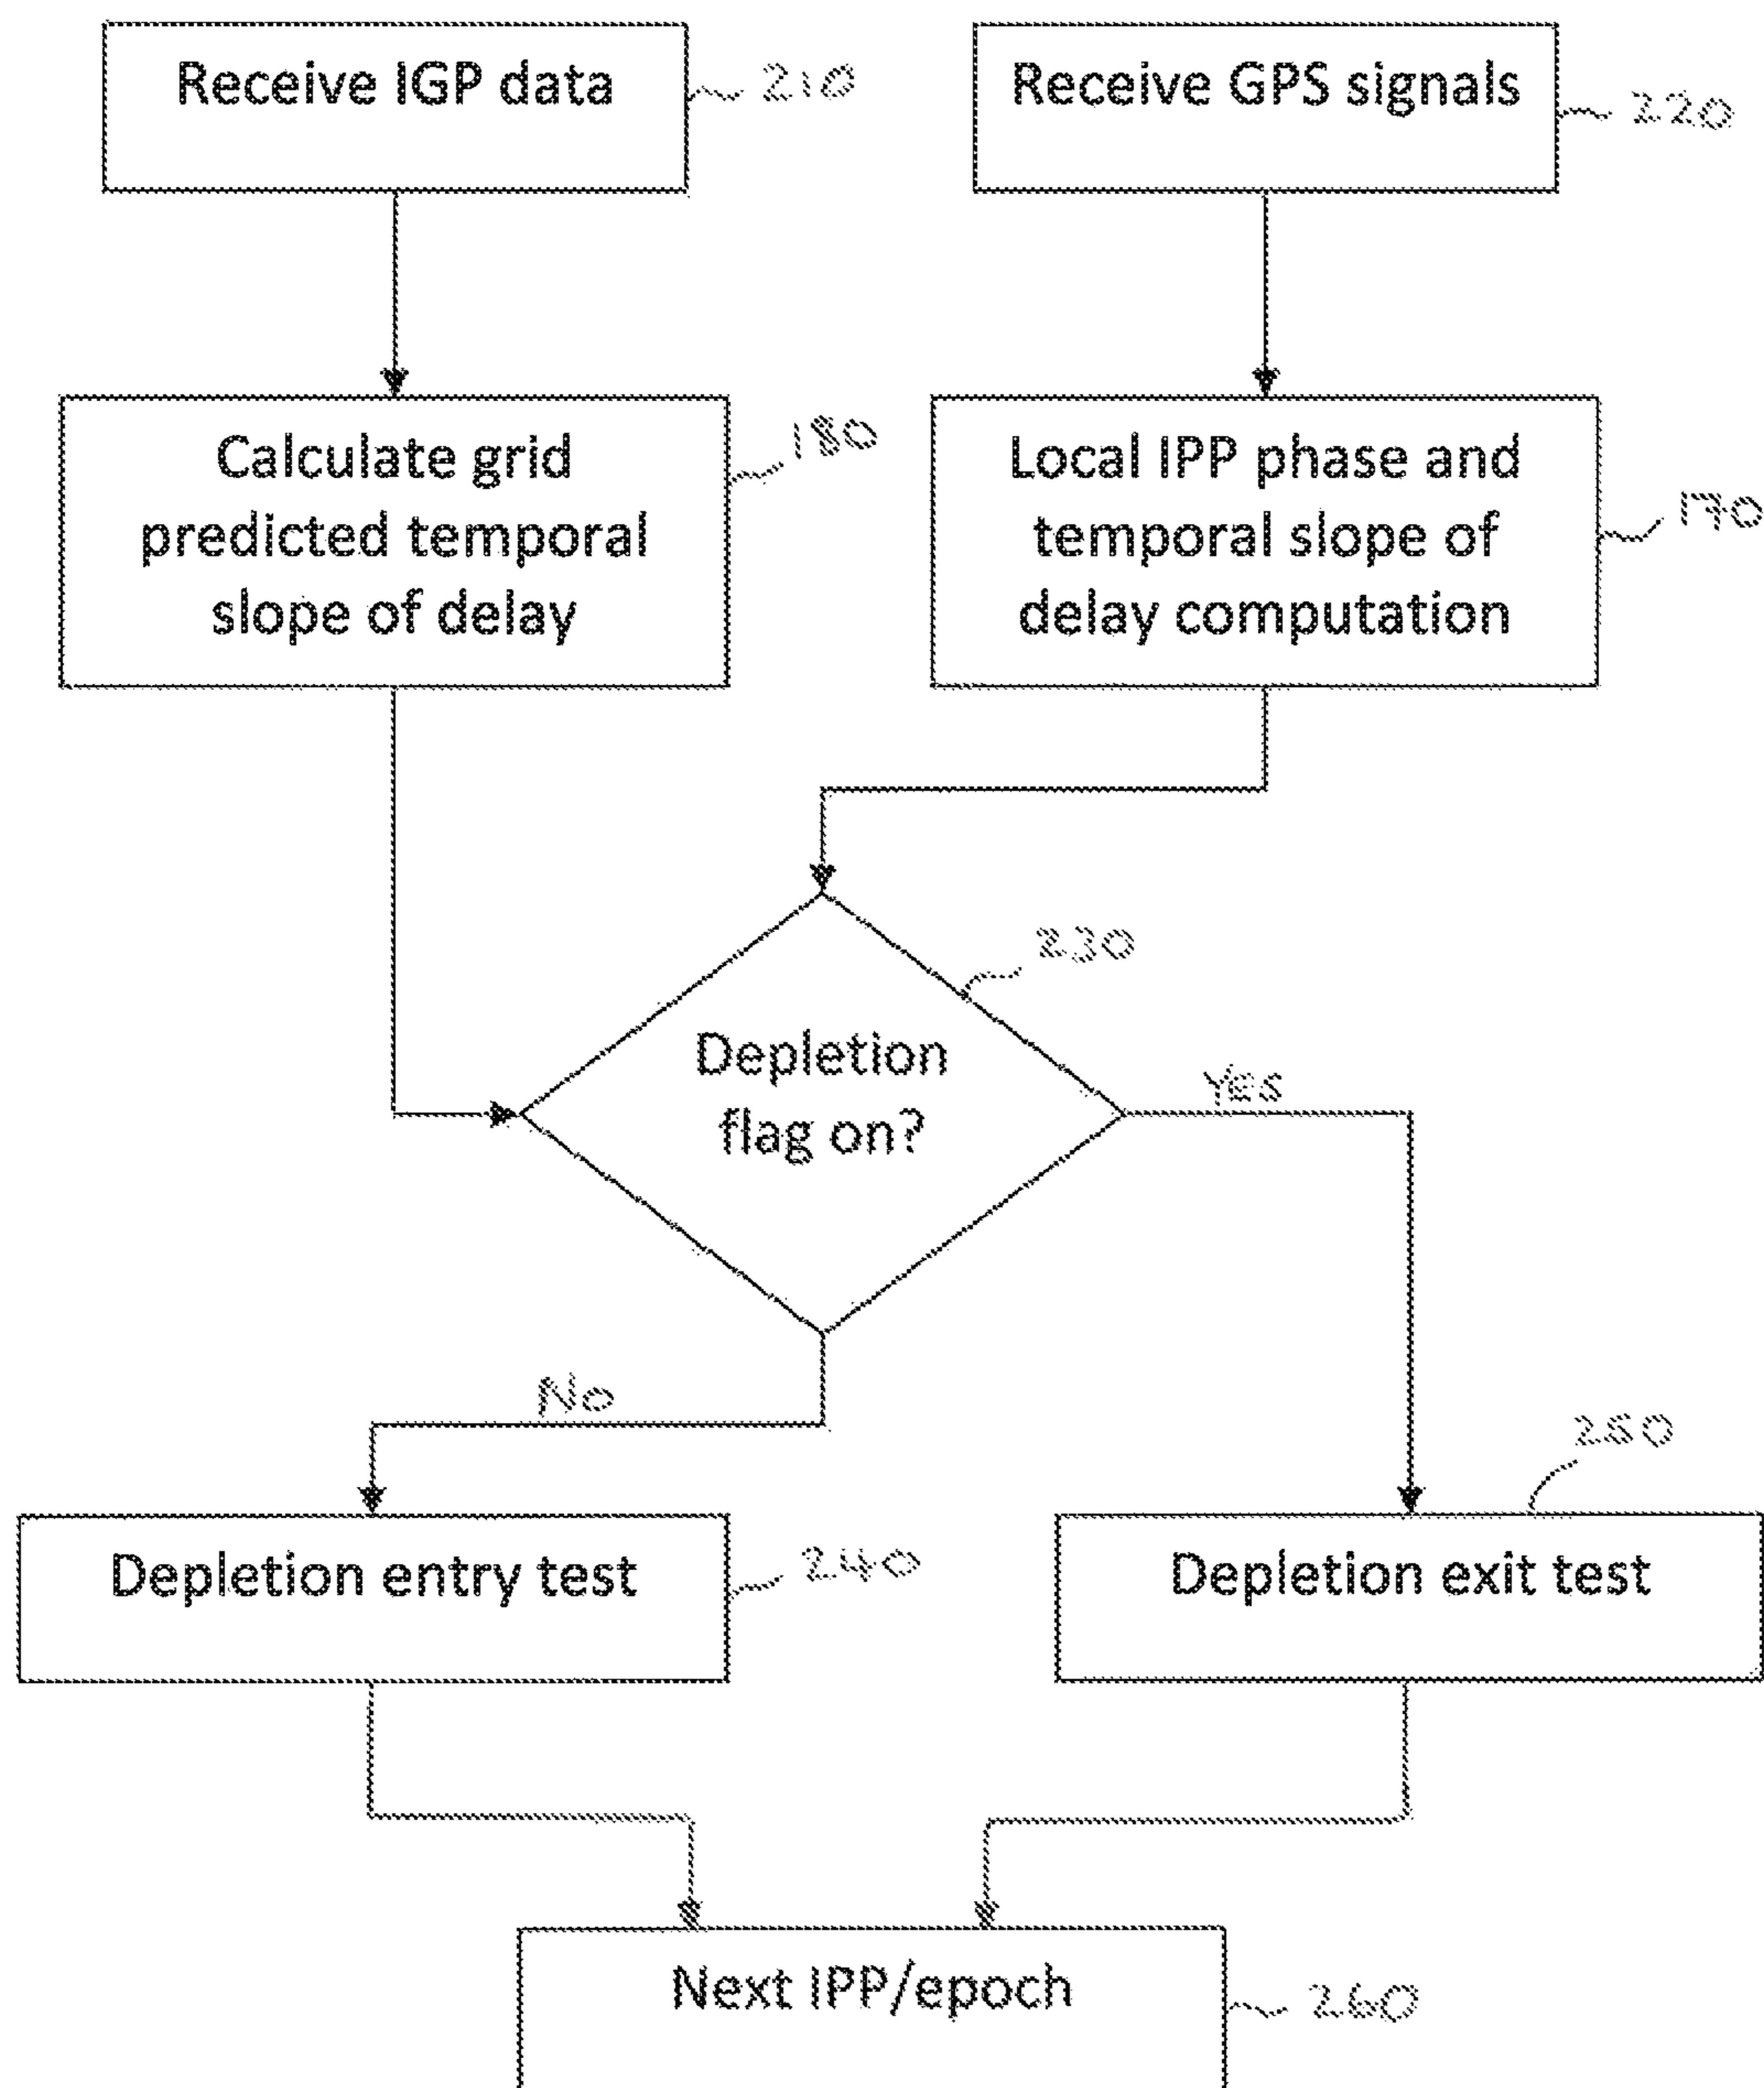 Receive IGP data
210
Receive GPS signals
220
Calculate grid
predicted temporal
slope of delay
180
Local IPP phase and
temporal slope of
delay computation
170
230
Depletion
flag on?
Yes
No
250
Depletion entry test
240
Depletion exit test
Next IPP/epoch
260